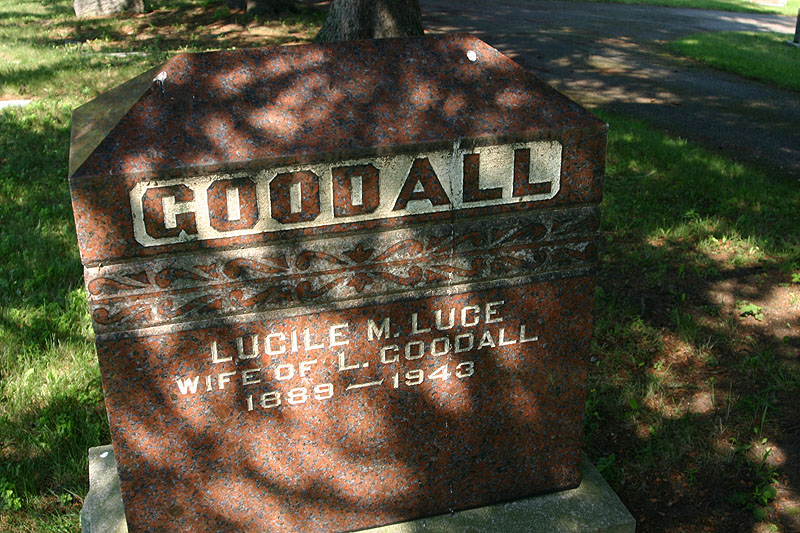 GOODALL
LUCILE M. LUCE
WIFE OF L. GOODALL
1889 — 1943